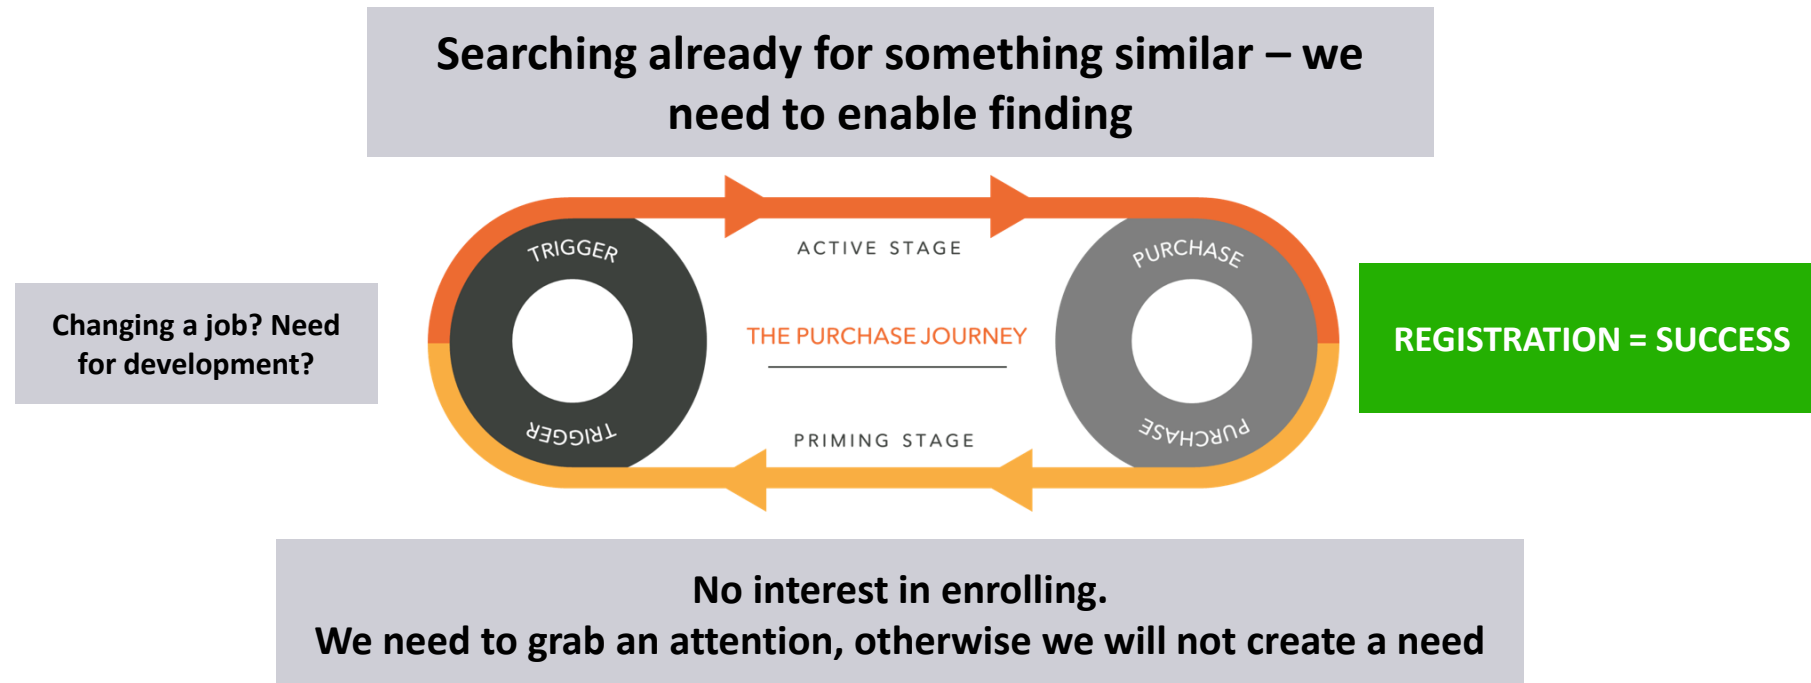 Searching already for something similar – we
need to enable finding
TRIGGER
ACTIVE STAGE
PURCHASE
Changing a job? Need
for development?
THE PURCHASE JOURNEY
REGISTRATION = SUCCESS
TRIGGER
PRIMING STAGE
PURCHASE
No interest in enrolling.
We need to grab an attention, otherwise we will not create a need